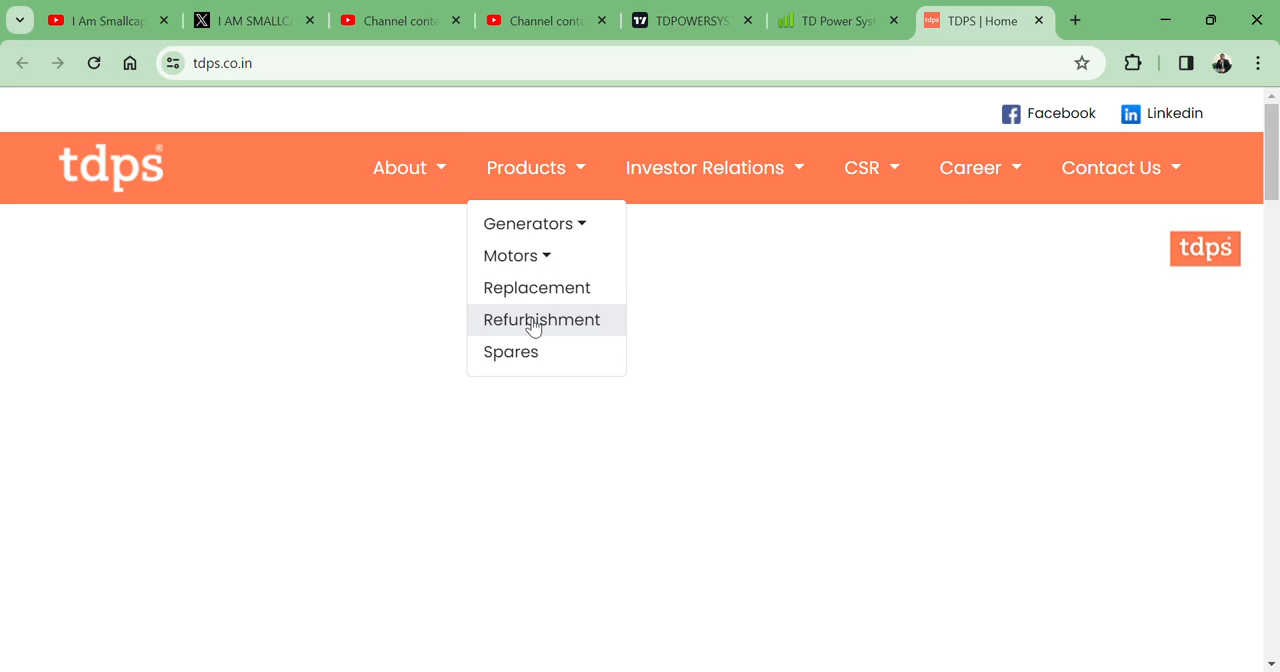 I Am Smallcap
I AM SMALLC
Channel conte
Channel conte
TDPOWERSYS
TD Power Syst
tdps
TDPS | Home
tdps.co.in
Facebook
Linkedin
tdps
About
Products
Investor Relations
CSR
Career
Contact Us
Generators
Motors
Replacement
Refurbishment
Spares
tdps